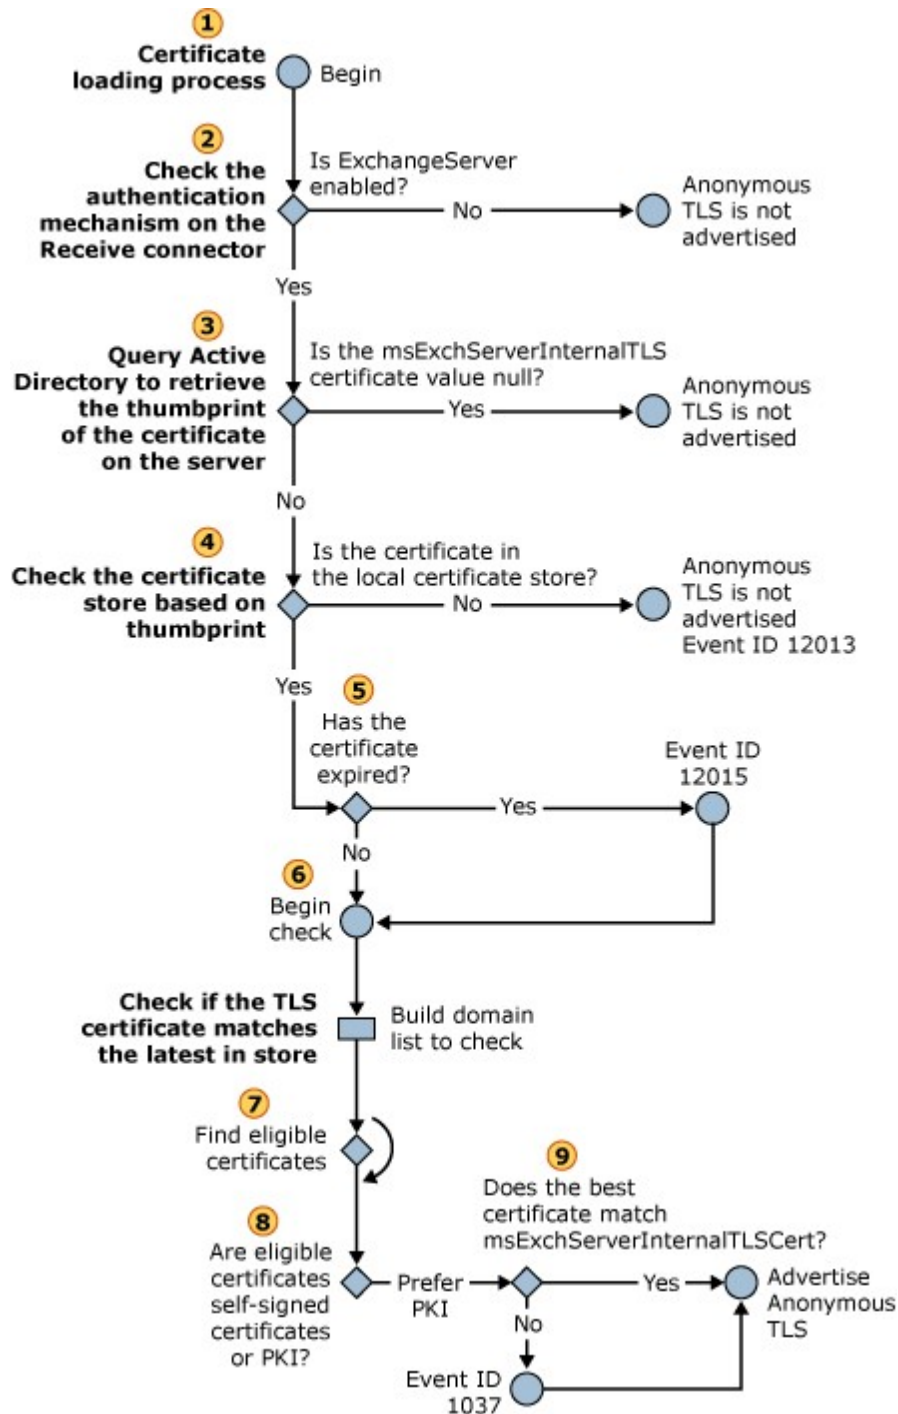 1
Certificate
loading process
Begin
2
Check the
authentication
mechanism on the
Receive connector
Is ExchangeServer
enabled?
No
Anonymous
TLS is not
advertised
Yes
3
Query Active
Directory to retrieve
the thumbprint
of the certificate
on the server
Is the msExchServerInternalTLS
certificate value null?
Yes
Anonymous
TLS is not
advertised
No
4
Check the certificate
store based on
thumbprint
Is the certificate in
the local certificate store?
No
Anonymous
TLS is not
advertised
Event ID 12013
Yes
5
Has the
certificate
expired?
Yes
Event ID
12015
No
6
Begin
check
Check if the TLS
certificate matches
the latest in store
Build domain
list to check
7
Find eligible
certificates
8
Are eligible
certificates
self-signed
certificates
or PKI?
Prefer
PKI
9
Does the best
certificate match
msExchServerInternalTLSCert?
Yes
Advertise
Anonymous
TLS
No
Event ID
1037